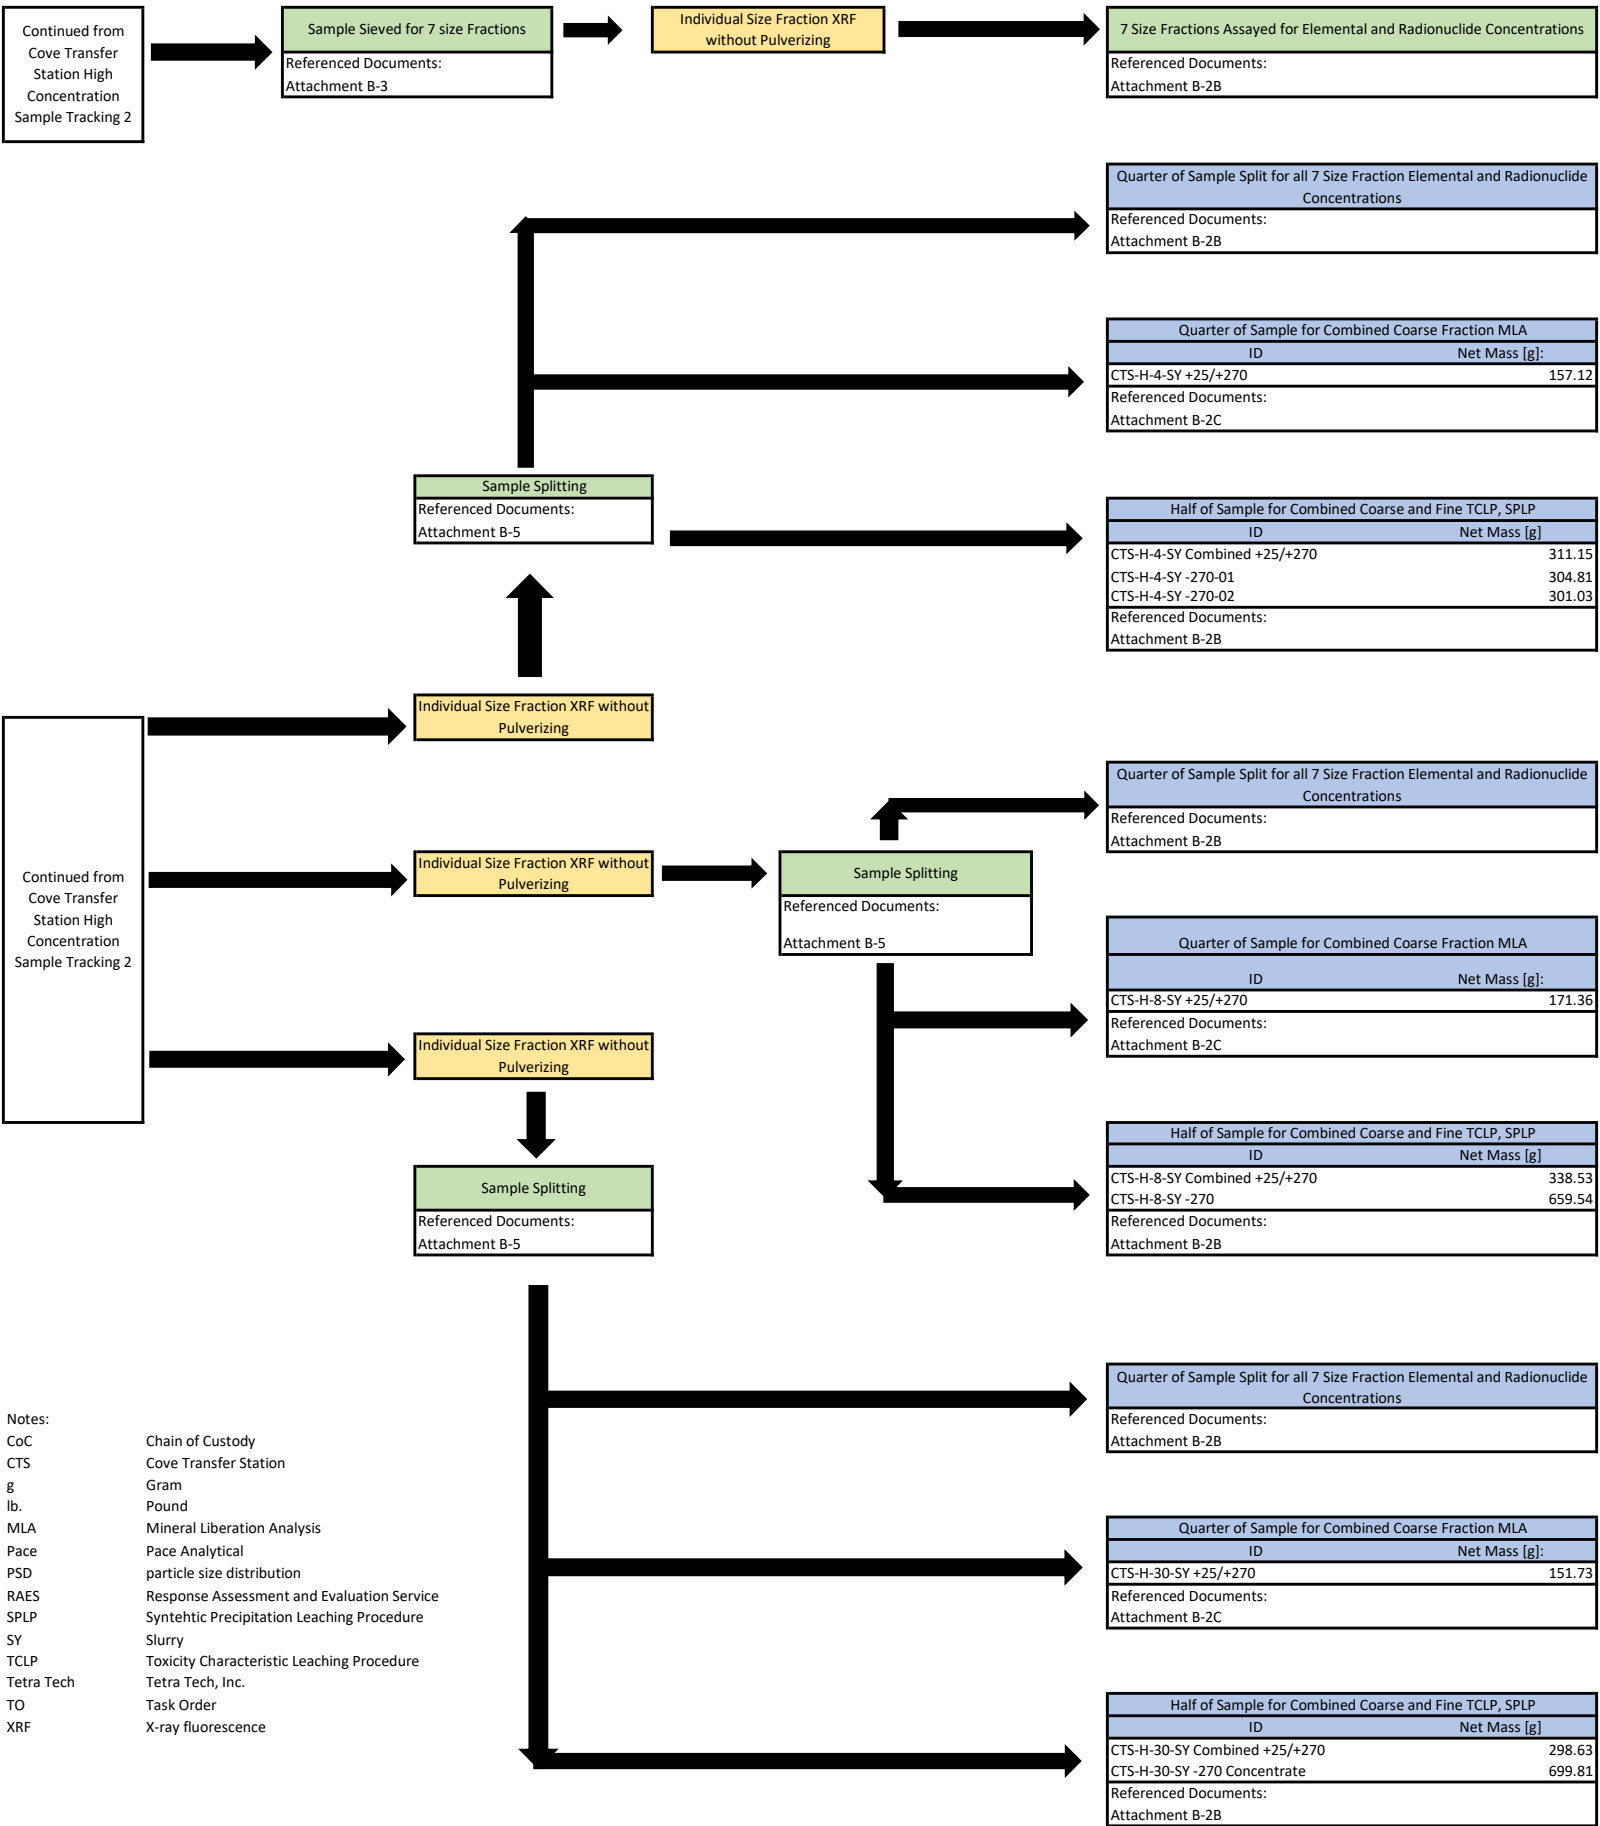 Continued from
Cove Transfer
Station High
Concentration
Sample Tracking 2
Sample Sieved for 7 size Fractions
Referenced Documents:
Attachment B-3
Individual Size Fraction XRF
without Pulverizing
7 Size Fractions Assayed for Elemental and Radionuclide Concentrations
Referenced Documents:
Attachment B-2B
Quarter of Sample Split for all 7 Size Fraction Elemental and Radionuclide
Concentrations
Referenced Documents:
Attachment B-2B
Quarter of Sample for Combined Coarse Fraction MLA
ID Net Mass [g]:
CTS-H-4-SY +25/+270 157.12
Referenced Documents:
Attachment B-2C
Sample Splitting
Referenced Documents:
Attachment B-5
Half of Sample for Combined Coarse and Fine TCLP, SPLP
ID Net Mass [g]
CTS-H-4-SY Combined +25/+270 311.15
CTS-H-4-SY -270-01 304.81
CTS-H-4-SY -270-02 301.03
Referenced Documents:
Attachment B-2B
Individual Size Fraction XRF without
Pulverizing
Continued from
Cove Transfer
Station High
Concentration
Sample Tracking 2
Individual Size Fraction XRF without
Pulverizing
Sample Splitting
Referenced Documents:
Attachment B-5
Quarter of Sample Split for all 7 Size Fraction Elemental and Radionuclide
Concentrations
Referenced Documents:
Attachment B-2B
Quarter of Sample for Combined Coarse Fraction MLA
ID Net Mass [g]:
CTS-H-8-SY +25/+270 171.36
Referenced Documents:
Attachment B-2C
Individual Size Fraction XRF without
Pulverizing
Half of Sample for Combined Coarse and Fine TCLP, SPLP
ID Net Mass [g]
CTS-H-8-SY Combined +25/+270 338.53
CTS-H-8-SY -270 659.54
Referenced Documents:
Attachment B-2B
Sample Splitting
Referenced Documents:
Attachment B-5
Quarter of Sample Split for all 7 Size Fraction Elemental and Radionuclide
Concentrations
Referenced Documents:
Attachment B-2B
Quarter of Sample for Combined Coarse Fraction MLA
ID Net Mass [g]:
CTS-H-30-SY +25/+270 151.73
Referenced Documents:
Attachment B-2C
Half of Sample for Combined Coarse and Fine TCLP, SPLP
ID Net Mass [g]
CTS-H-30-SY Combined +25/+270 298.63
CTS-H-30-SY -270 Concentrate 699.81
Referenced Documents:
Attachment B-2B
Notes:
CoC Chain of Custody
CTS Cove Transfer Station
g Gram
lb. Pound
MLA Mineral Liberation Analysis
Pace Pace Analytical
PSD particle size distribution
RAES Response Assessment and Evaluation Service
SPLP Syntehtic Precipitation Leaching Procedure
SY Slurry
TCLP Toxicity Characteristic Leaching Procedure
Tetra Tech Tetra Tech, Inc.
TO Task Order
XRF X-ray fluorescence